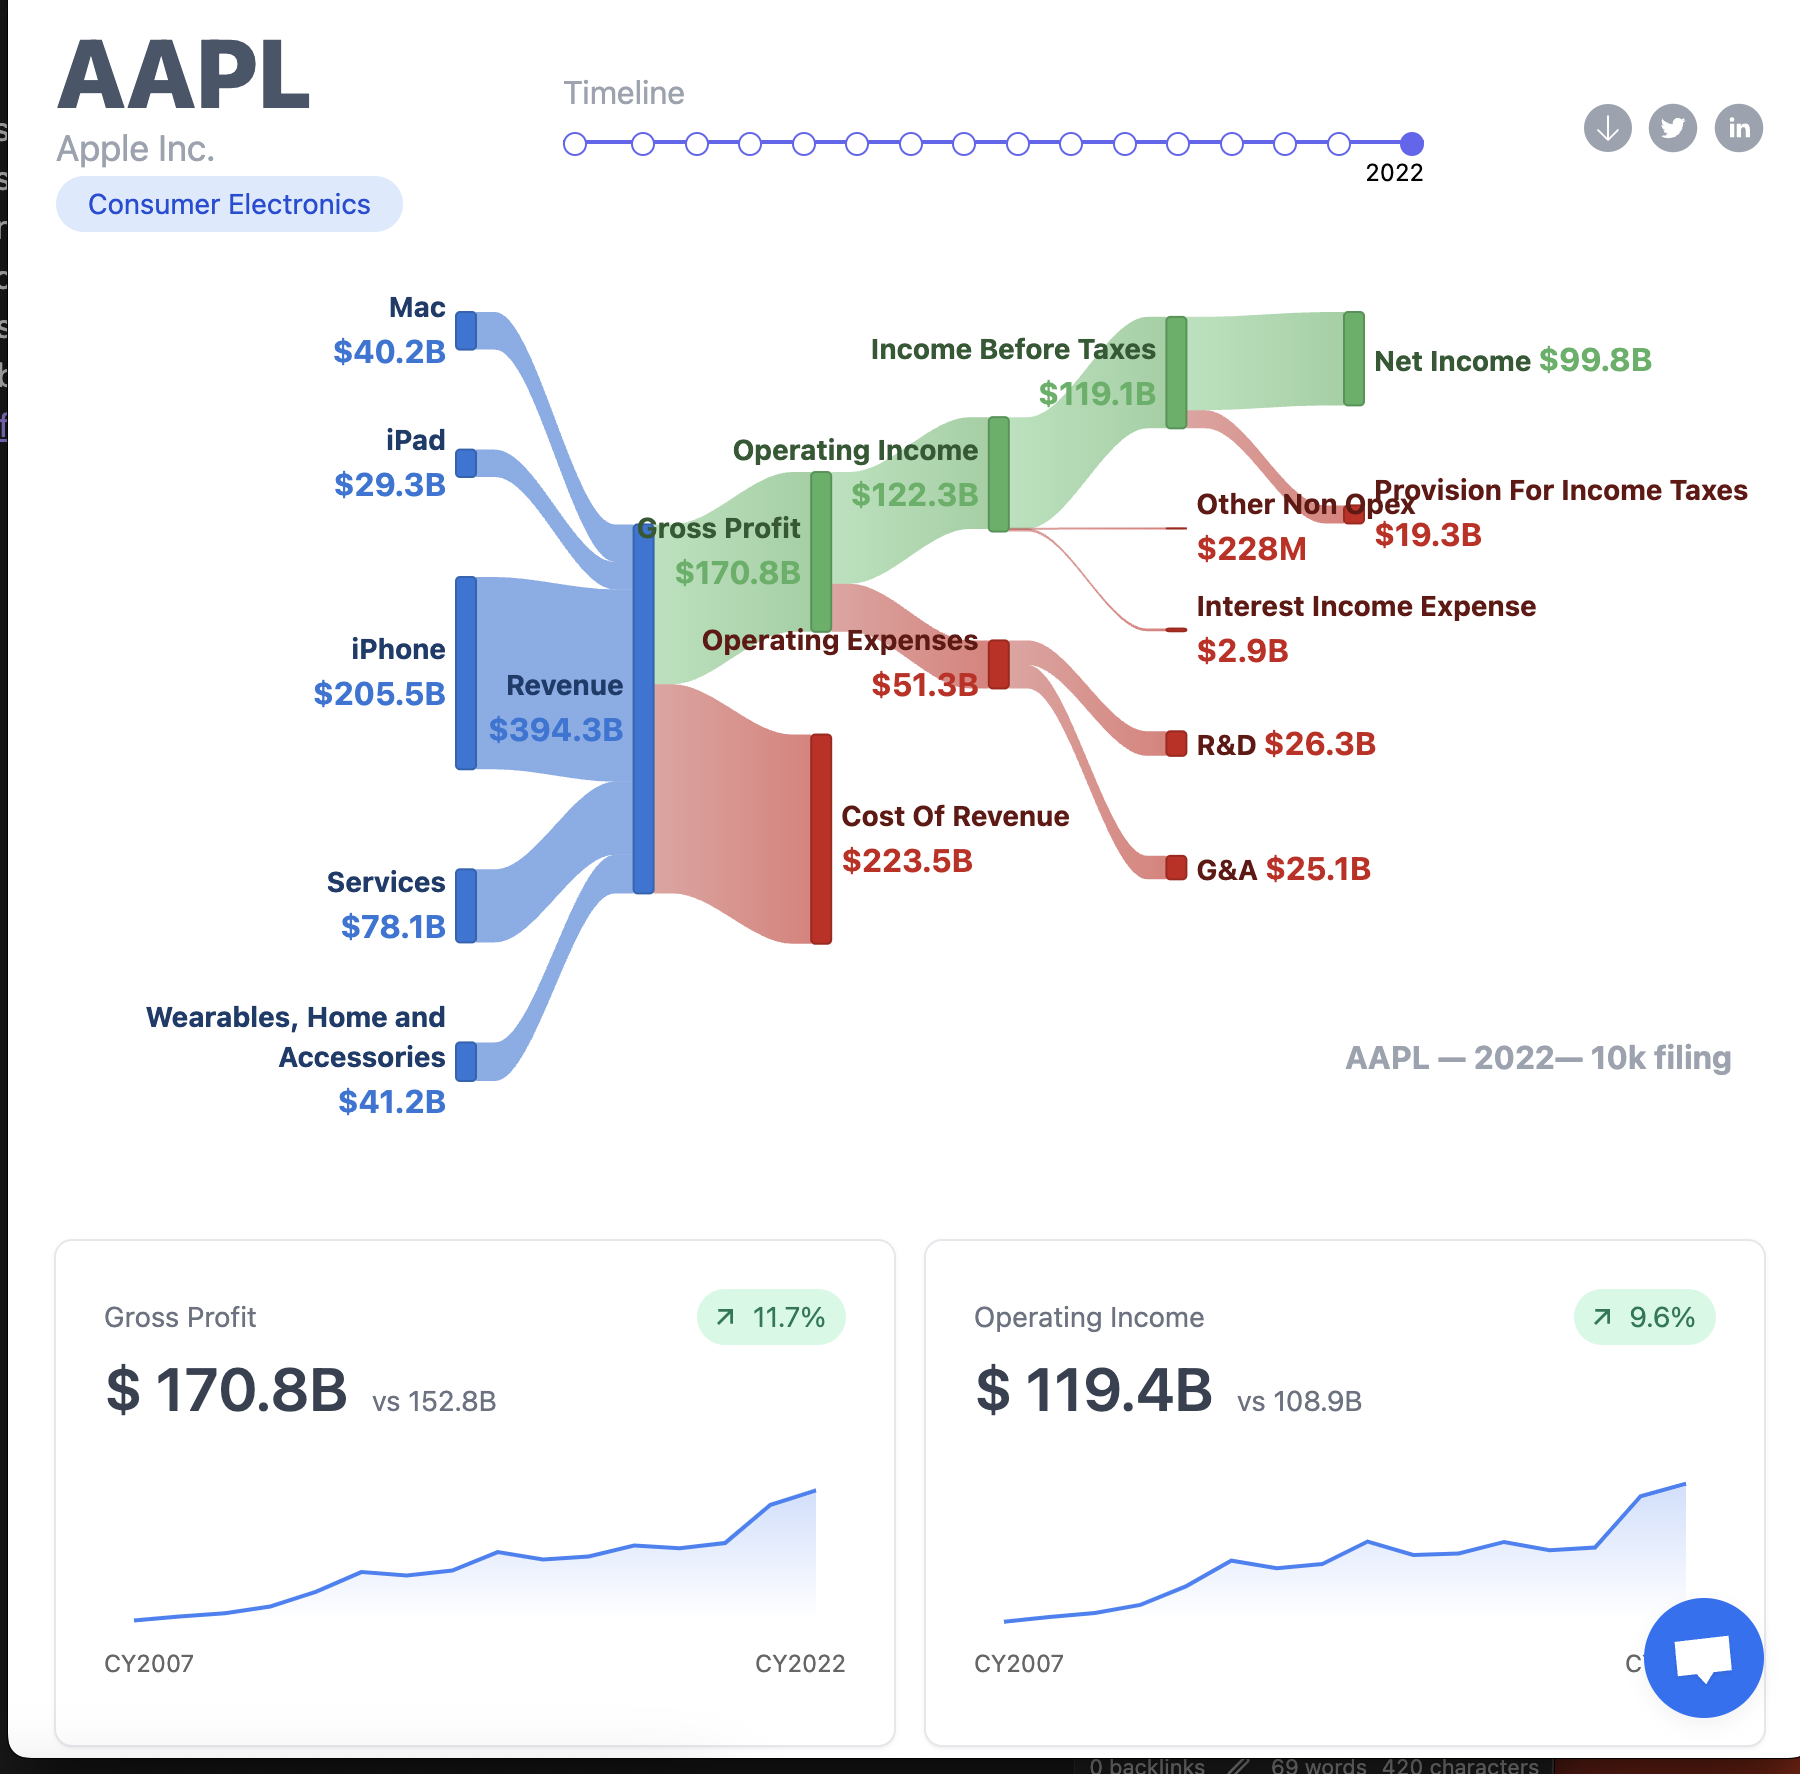 AAPL
Apple Inc.
Consumer Electronics
Timeline
2022
in
Mac
$40.2B
iPad
$29.3B
iPhone
$205.5B
Services
$78.1B
Wearables, Home and
Accessories
$41.2B
Revenue
$394.3B
Gross Profit
$170.8B
Cost Of Revenue
$223.5B
Operating Income
$122.3B
Operating Expenses
$51.3B
Income Before Taxes
$119.1B
Other Non Opex
$228M
Interest Income Expense
$2.9B
R&D $26.3B
G&A $25.1B
Net Income $99.8B
Provision For Income Taxes
$19.3B
AAPL — 2022— 10k filing
Gross Profit
11.7%
$ 170.8B vs 152.8B
CY2007
CY2022
Operating Income
9.6%
$ 119.4B vs 108.9B
CY2007
0 backlinks 69 words 420 characters